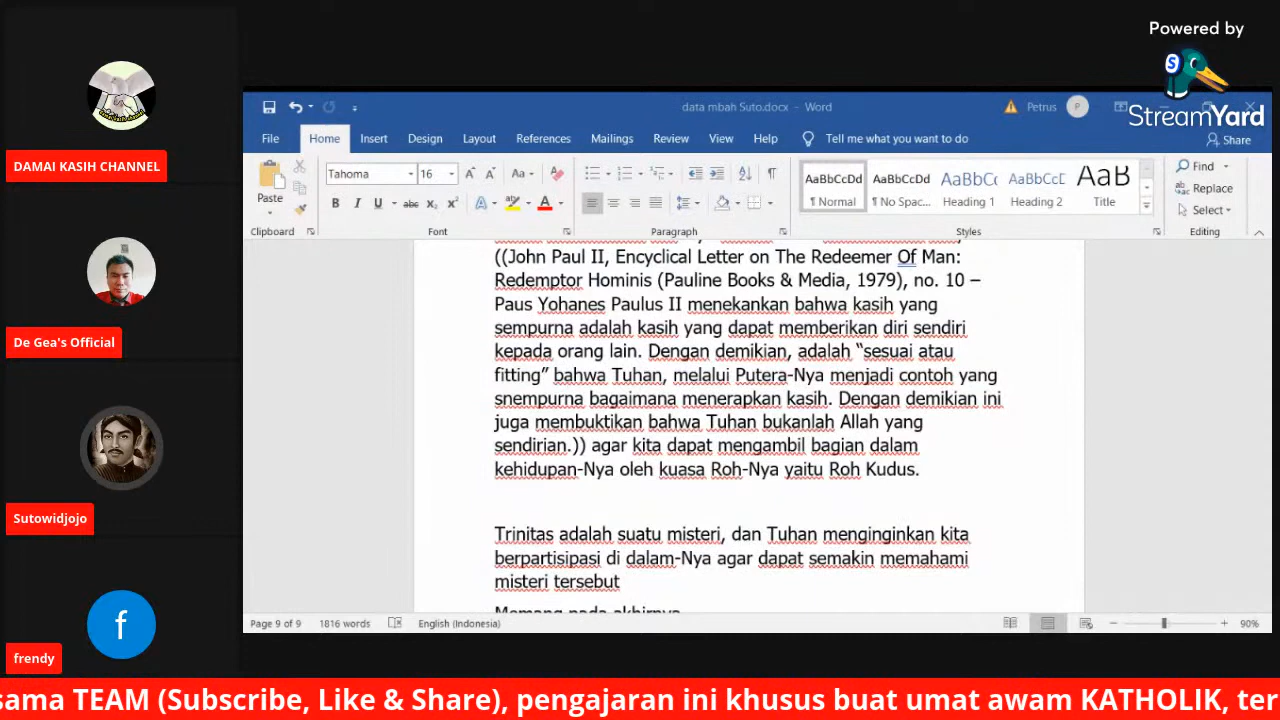 Powered by
StreamYard
DAMAI KASIH CHANNEL
De Gea's Official
Sutowidjojo
f
frendy
data mbah Suto.docx - Word
Petrus
P
File Home Insert Design Layout References Mailings Review View Help Tell me what you want to do
Share
Paste
Clipboard
Tahoma 16
Font
Paragraph
AaBbCcDd AaBbCcDd AaBbCc AaBbCcE AaB
¶ Normal ¶ No Spac... Heading 1 Heading 2 Title
Styles
Find
Replace
Select
Editing
((John Paul II, Encyclical Letter on The Redeemer Of Man:
Redemptor Hominis (Pauline Books & Media, 1979), no. 10 –
Paus Yohanes Paulus II menekankan bahwa kasih yang
sempurna adalah kasih yang dapat memberikan diri sendiri
kepada orang lain. Dengan demikian, adalah “sesuai atau
fitting” bahwa Tuhan, melalui Putera-Nya menjadi contoh yang
snempurna bagaimana menerapkan kasih. Dengan demikian ini
juga membuktikan bahwa Tuhan bukanlah Allah yang
sendirian.)) agar kita dapat mengambil bagian dalam
kehidupan-Nya oleh kuasa Roh-Nya yaitu Roh Kudus.
Trinitas adalah suatu misteri, dan Tuhan menginginkan kita
berpartisipasi di dalam-Nya agar dapat semakin memahami
misteri tersebut
Memang pada akhirnya
Page 9 of 9 1816 words English (Indonesia) 90%
sama TEAM (Subscribe, Like & Share), pengajaran ini khusus buat umat awam KATHOLIK, ter